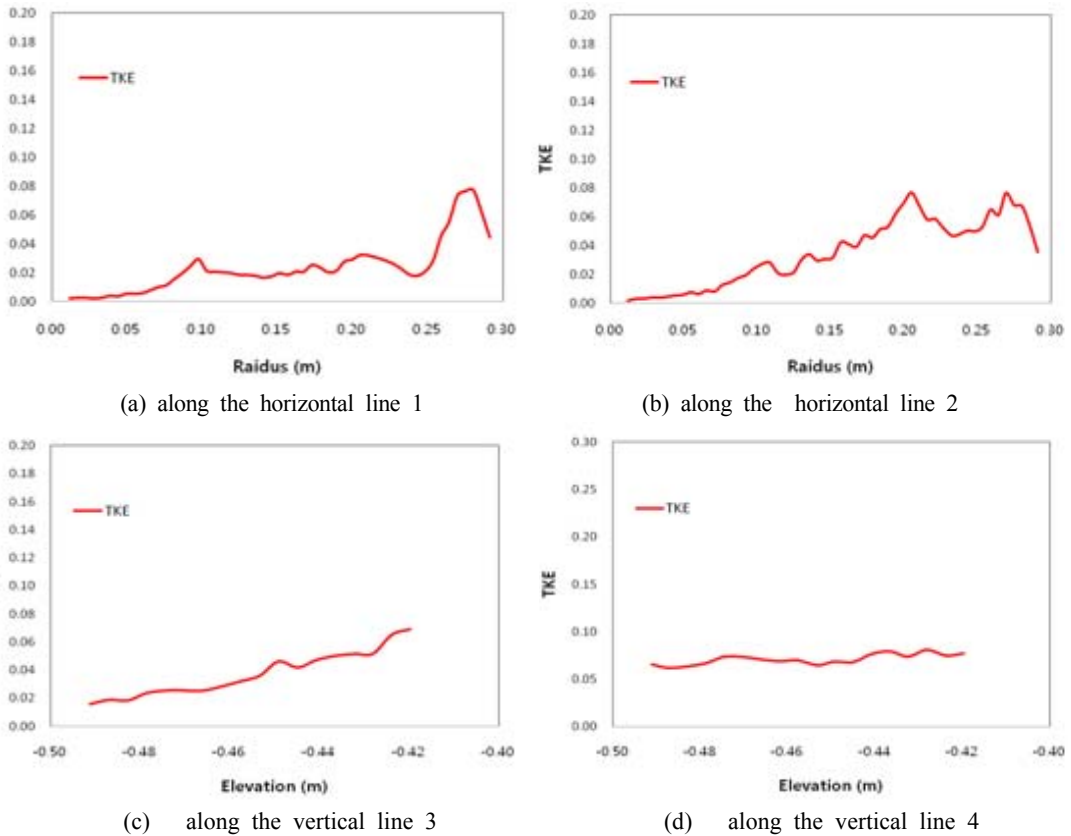 0.20
0.18
0.16
0.14
0.12
0.10
0.08
0.06
0.04
0.02
0.00
TKE
0.00 0.05 0.10 0.15 0.20 0.25 0.30
Raidus (m)
(a) along the horizontal line 1
TKE
0.20
0.18
0.16
0.14
0.12
0.10
0.08
0.06
0.04
0.02
0.00
TKE
0.00 0.05 0.10 0.15 0.20 0.25 0.30
Raidus (m)
(b) along the horizontal line 2
0.20
0.18
0.16
0.14
0.12
0.10
0.08
0.06
0.04
0.02
0.00
TKE
-0.50 -0.48 -0.46 -0.44 -0.42 -0.40
Elevation (m)
(c) along the vertical line 3
TKE
0.30
0.25
0.20
0.15
0.10
0.05
0.00
TKE
-0.50 -0.48 -0.46 -0.44 -0.42 -0.40
Elevation (m)
(d) along the vertical line 4